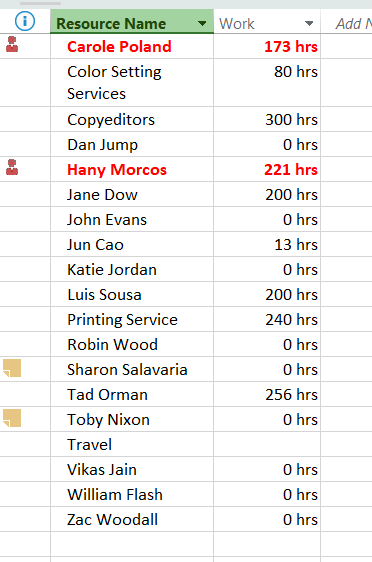 Resource Name Work Add N
Carole Poland 173 hrs
Color Setting 80 hrs
Services
Copyeditors 300 hrs
Dan Jump 0 hrs
Hany Morcos 221 hrs
Jane Dow 200 hrs
John Evans 0 hrs
Jun Cao 13 hrs
Katie Jordan 0 hrs
Luis Sousa 200 hrs
Printing Service 240 hrs
Robin Wood 0 hrs
Sharon Salavaria 0 hrs
Tad Orman 256 hrs
Toby Nixon 0 hrs
Travel
Vikas Jain 0 hrs
William Flash 0 hrs
Zac Woodall 0 hrs